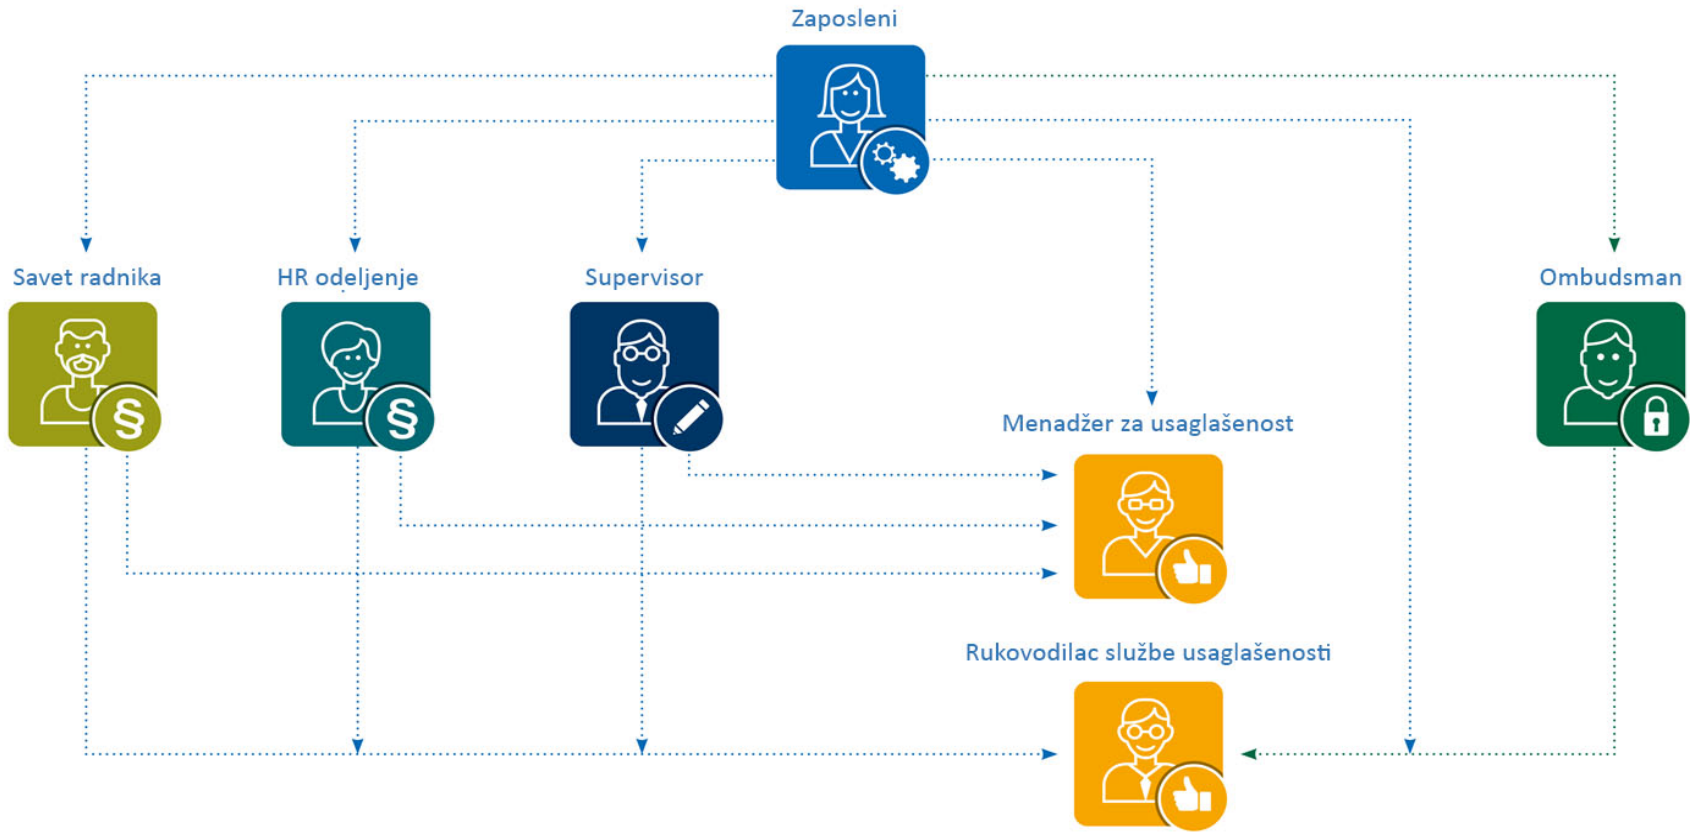 Zaposleni
Savet radnika
HR odeljenje
Supervisor
Ombudsman
§
§
Menadžer za usaglašenost
Rukovodilac službe usaglašenosti